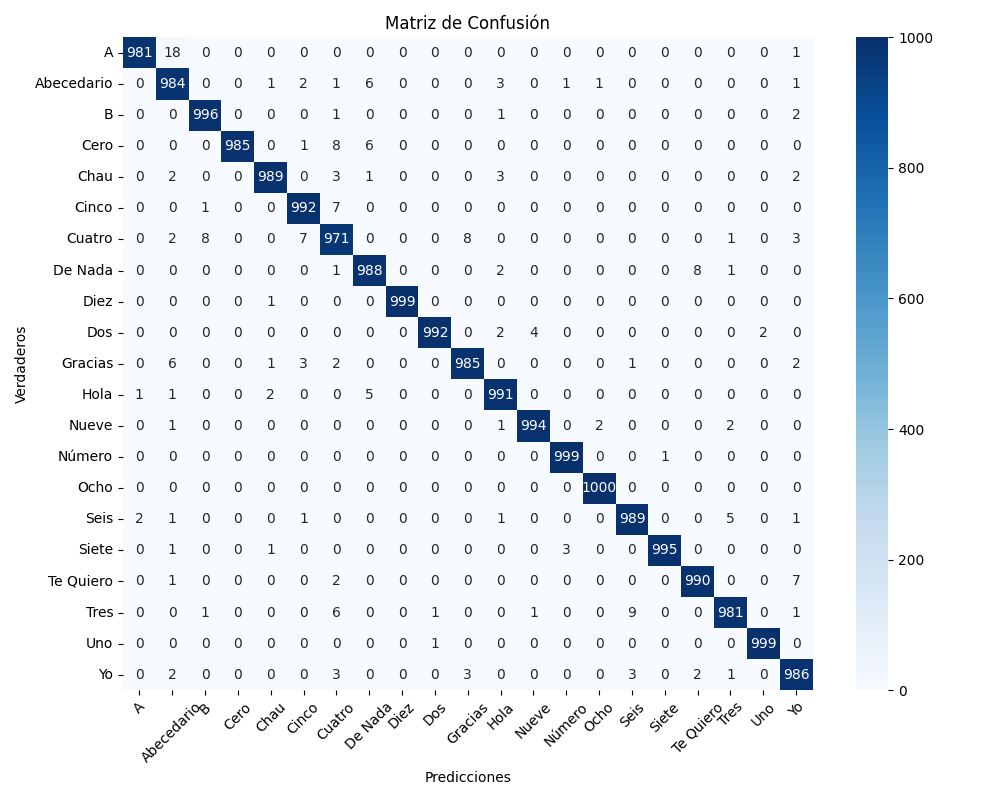 Matriz de Confusión
A 981 18 0 0 0 0 0 0 0 0 0 0 0 0 0 0 0 0 0 0 1
Abecedario 0 984 0 0 1 2 1 6 0 0 0 3 0 1 1 0 0 0 0 0 1
B 0 0 996 0 0 0 1 0 0 0 0 1 0 0 0 0 0 0 0 0 2
Cero 0 0 0 985 0 1 8 6 0 0 0 0 0 0 0 0 0 0 0 0 0
Chau 0 2 0 0 989 0 3 1 0 0 0 3 0 0 0 0 0 0 0 0 2
Cinco 0 0 1 0 0 992 7 0 0 0 0 0 0 0 0 0 0 0 0 0 0
Cuatro 0 2 8 0 0 7 971 0 0 0 8 0 0 0 0 0 0 0 1 0 3
De Nada 0 0 0 0 0 0 1 988 0 0 0 2 0 0 0 0 0 8 1 0 0
Diez 0 0 0 0 1 0 0 0 999 0 0 0 0 0 0 0 0 0 0 0 0
Dos 0 0 0 0 0 0 0 0 0 992 0 2 4 0 0 0 0 0 0 2 0
Gracias 0 6 0 0 1 3 2 0 0 0 985 0 0 0 0 1 0 0 0 0 2
Hola 1 1 0 0 2 0 0 5 0 0 0 991 0 0 0 0 0 0 0 0 0
Nueve 0 1 0 0 0 0 0 0 0 0 0 1 994 0 2 0 0 0 2 0 0
Número 0 0 0 0 0 0 0 0 0 0 0 0 0 999 0 0 1 0 0 0 0
Ocho 0 0 0 0 0 0 0 0 0 0 0 0 0 0 1000 0 0 0 0 0 0
Seis 2 1 0 0 0 1 0 0 0 0 0 1 0 0 0 989 0 0 5 0 1
Siete 0 1 0 0 1 0 0 0 0 0 0 0 0 3 0 0 995 0 0 0 0
Te Quiero 0 1 0 0 0 0 2 0 0 0 0 0 0 0 0 0 0 990 0 0 7
Tres 0 0 1 0 0 0 6 0 0 1 0 0 1 0 0 9 0 0 981 0 1
Uno 0 0 0 0 0 0 0 0 0 1 0 0 0 0 0 0 0 0 0 999 0
Yo 0 2 0 0 0 0 3 0 0 0 3 0 0 0 0 3 0 2 1 0 986
A Abecedario B Cero Chau Cinco Cuatro De Nada Diez Dos Gracias Hola Nueve Número Ocho Seis Siete Te Quiero Tres Uno Yo
Predicciones
Verdaderos
1000
800
600
400
200
0